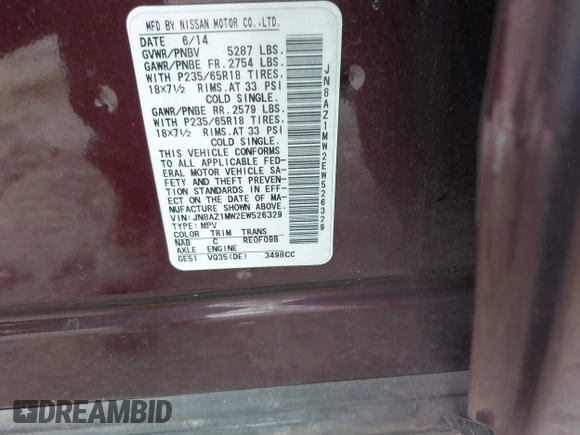 MFD BY NISSAN MOTOR CO.,LTD.
DATE 6/14
GVWR/PNBV 5287 LBS.
GAWR/PNBE FR. 2754 LBS.
WITH P235/65R18 TIRES,
18×7½ RIMS.AT 33 PSI
COLD SINGLE.
GAWR/PNBE RR. 2579 LBS.
WITH P235/65R18 TIRES,
18×7½ RIMS.AT 33 PSI
COLD SINGLE.
THIS VEHICLE CONFORMS
TO ALL APPLICABLE FED-
ERAL MOTOR VEHICLE SA-
FETY AND THEFT PREVEN-
TION STANDARDS IN EFF-
ECT ON THE DATE OF MA-
NUFACTURE SHOWN ABOVE.
VIN:JN8AZ1MW2EW526329
TYPE:MPV
COLOR TRIM TRANS
NAB C RE0F09B
AXLE ENGINE
GE51 VQ35(DE) 3498CC
JN8AZ1MW2EW526329
DREAMBID